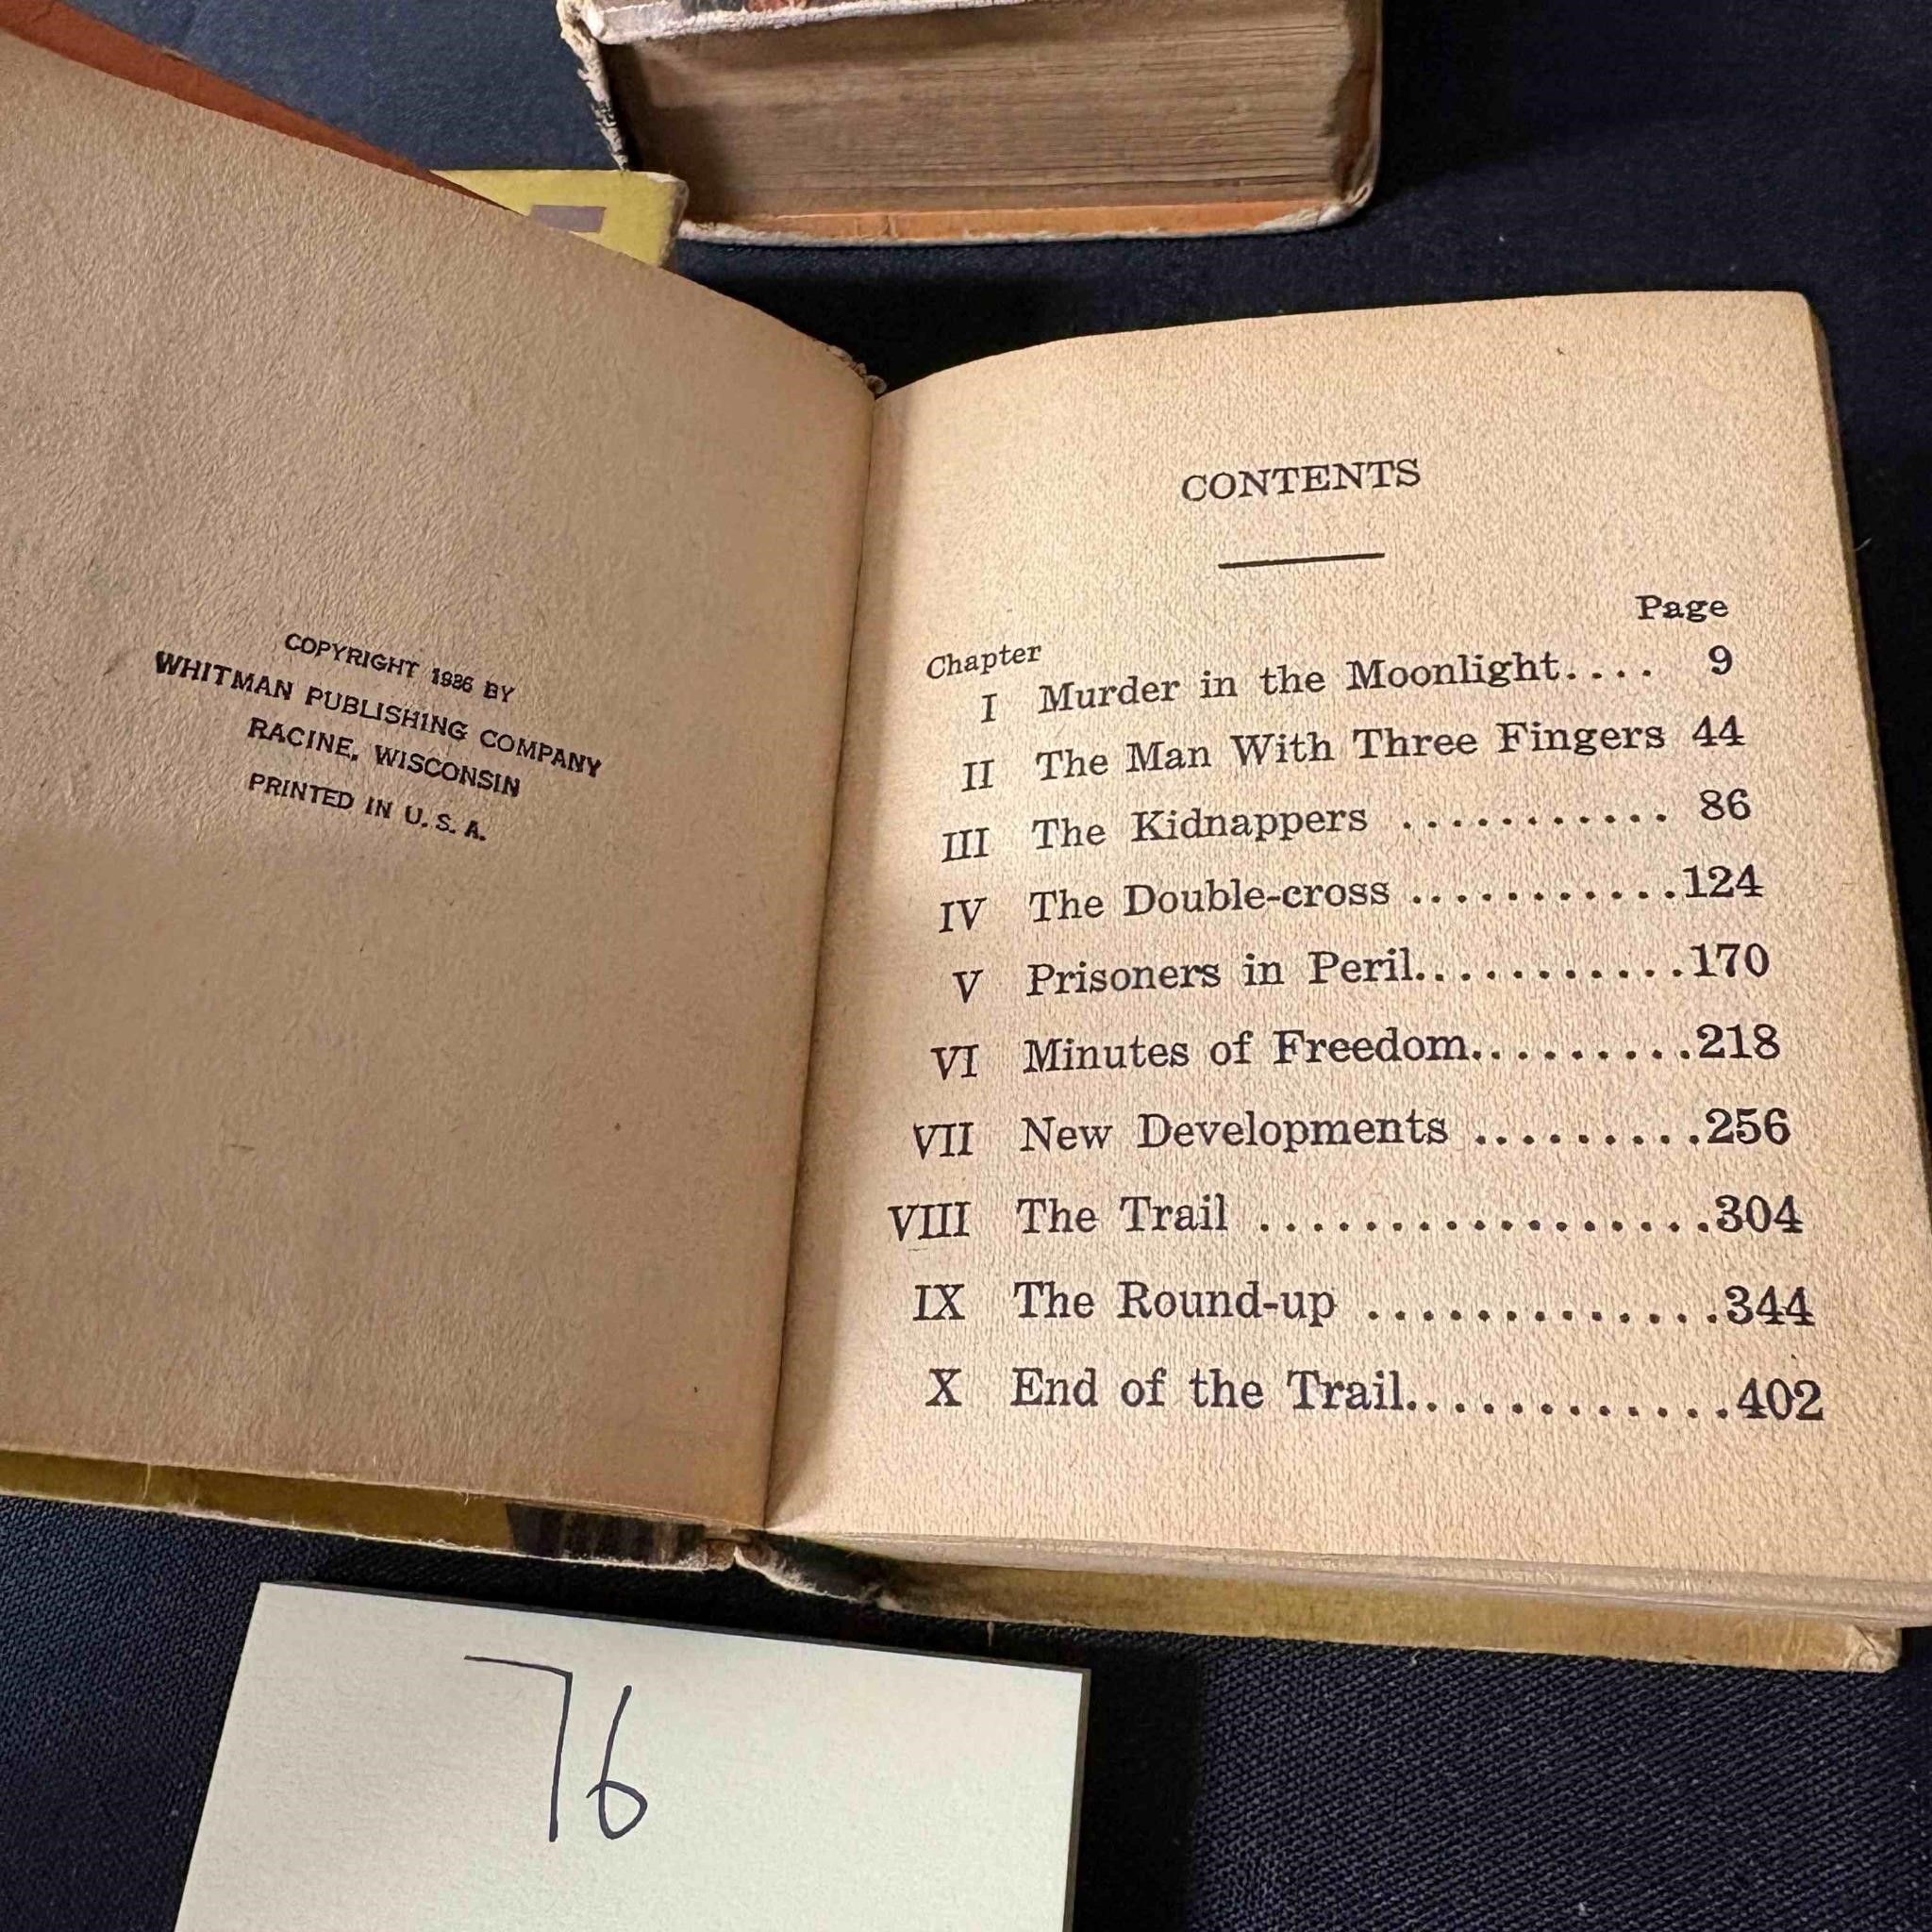 COPYRIGHT 1936 BY
WHITMAN PUBLISHING COMPANY
RACINE, WISCONSIN
PRINTED IN U. S. A.
CONTENTS
Chapter Page
I Murder in the Moonlight.... 9
II The Man With Three Fingers 44
III The Kidnappers ........... 86
IV The Double-cross ...........124
V Prisoners in Peril...........170
VI Minutes of Freedom.........218
VII New Developments .........256
VIII The Trail .................304
IX The Round-up .............344
X End of the Trail.............402
76